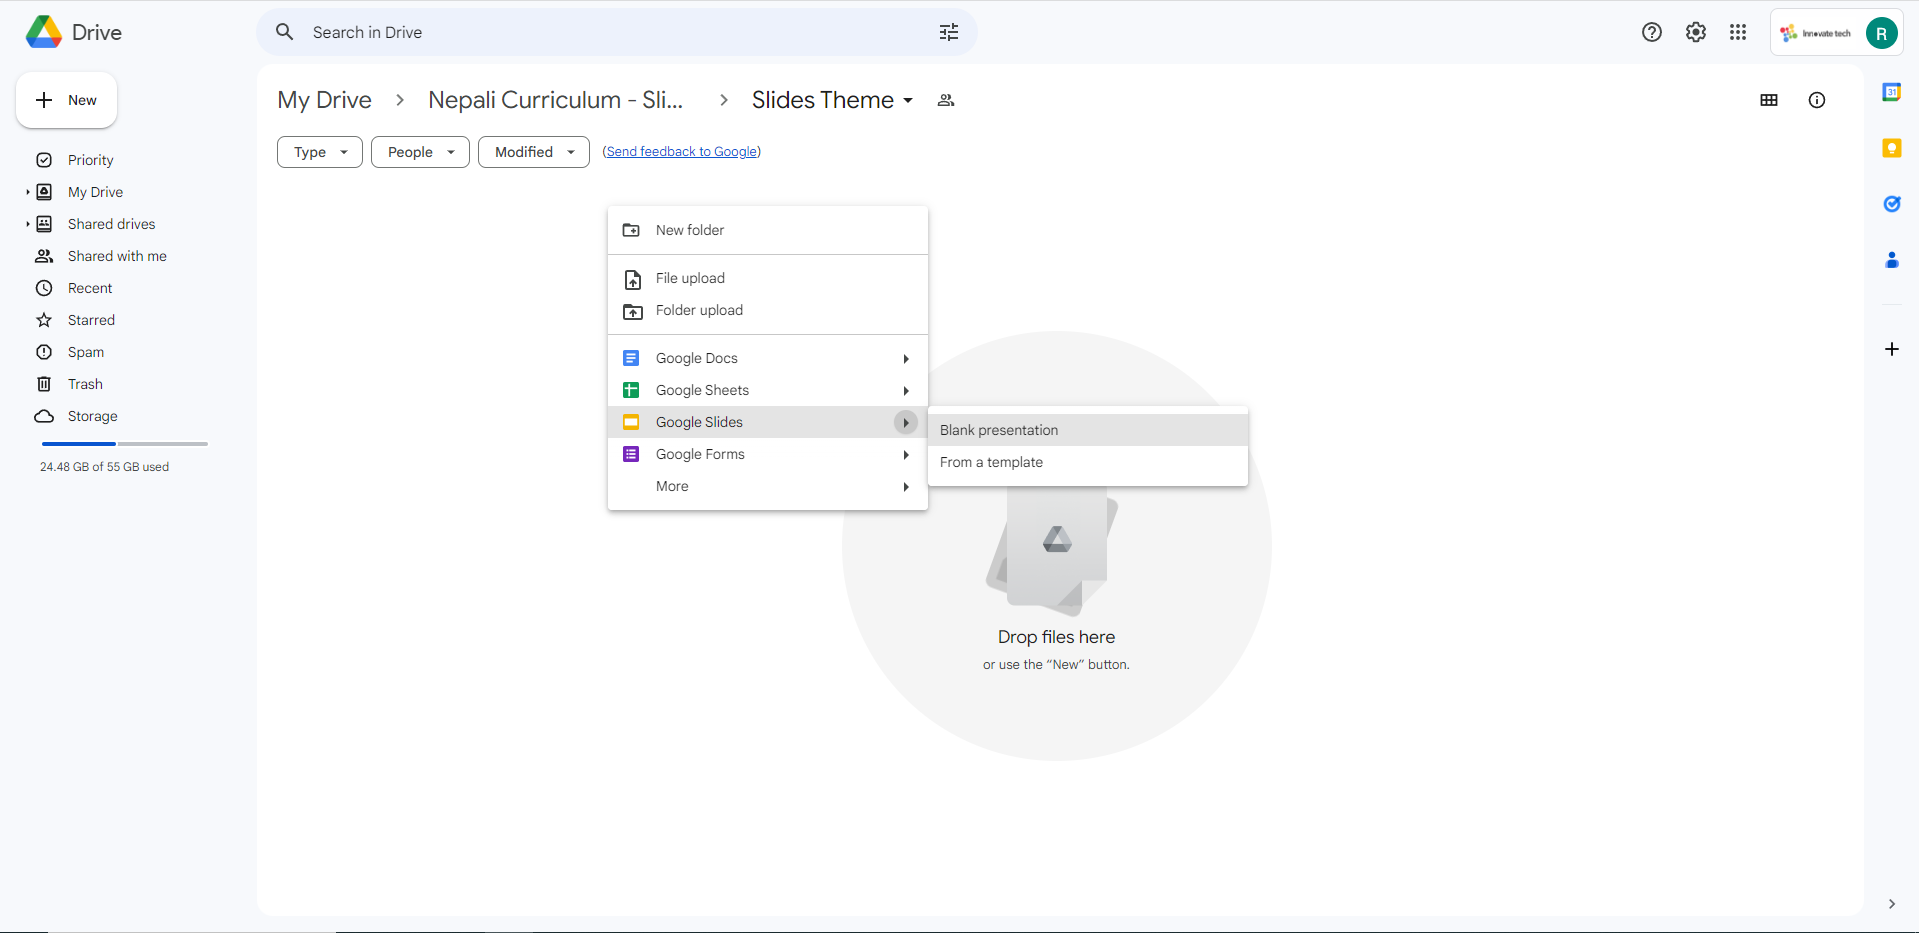 Drive
Search in Drive
Innovate tech
R
New
My Drive
Nepali Curriculum - Sli...
Slides Theme
31
Type
People
Modified
(Send feedback to Google)
Priority
My Drive
Shared drives
Shared with me
Recent
Starred
Spam
Trash
Storage
24.48 GB of 55 GB used
New folder
File upload
Folder upload
Google Docs
Google Sheets
Google Slides
Google Forms
More
Blank presentation
From a template
Drop files here
or use the “New” button.